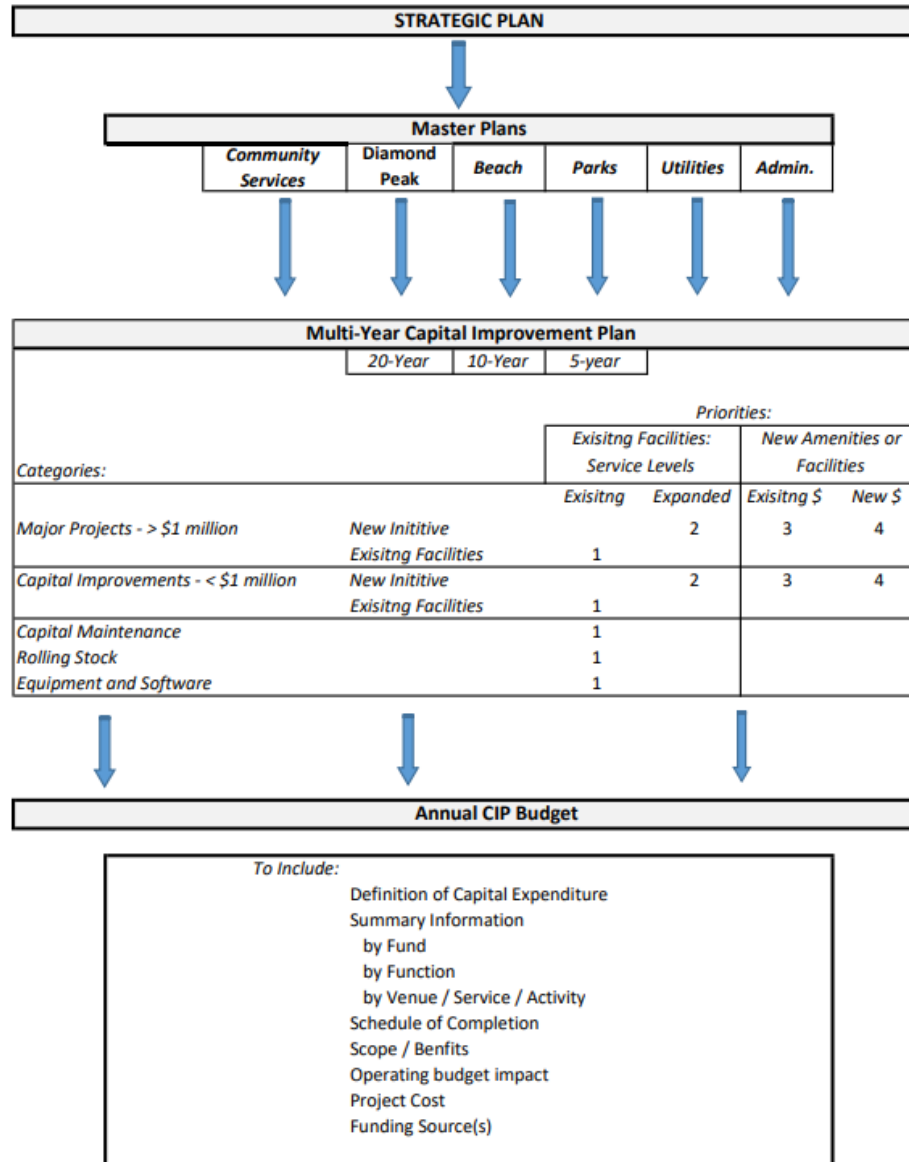 STRATEGIC PLAN
Master Plans
Community Services
Diamond Peak
Beach
Parks
Utilities
Admin.
Multi-Year Capital Improvement Plan
20-Year 10-Year 5-year
Priorities:
Exisitng Facilities: New Amenities or
Categories: Service Levels Facilities
Exisitng Expanded Exisitng $ New $
Major Projects - > $1 million New Inititive 2 3 4
Exisitng Facilities 1
Capital Improvements - < $1 million New Inititive 2 3 4
Exisitng Facilities 1
Capital Maintenance 1
Rolling Stock 1
Equipment and Software 1
Annual CIP Budget
To Include:
Definition of Capital Expenditure
Summary Information
by Fund
by Function
by Venue / Service / Activity
Schedule of Completion
Scope / Benfits
Operating budget impact
Project Cost
Funding Source(s)